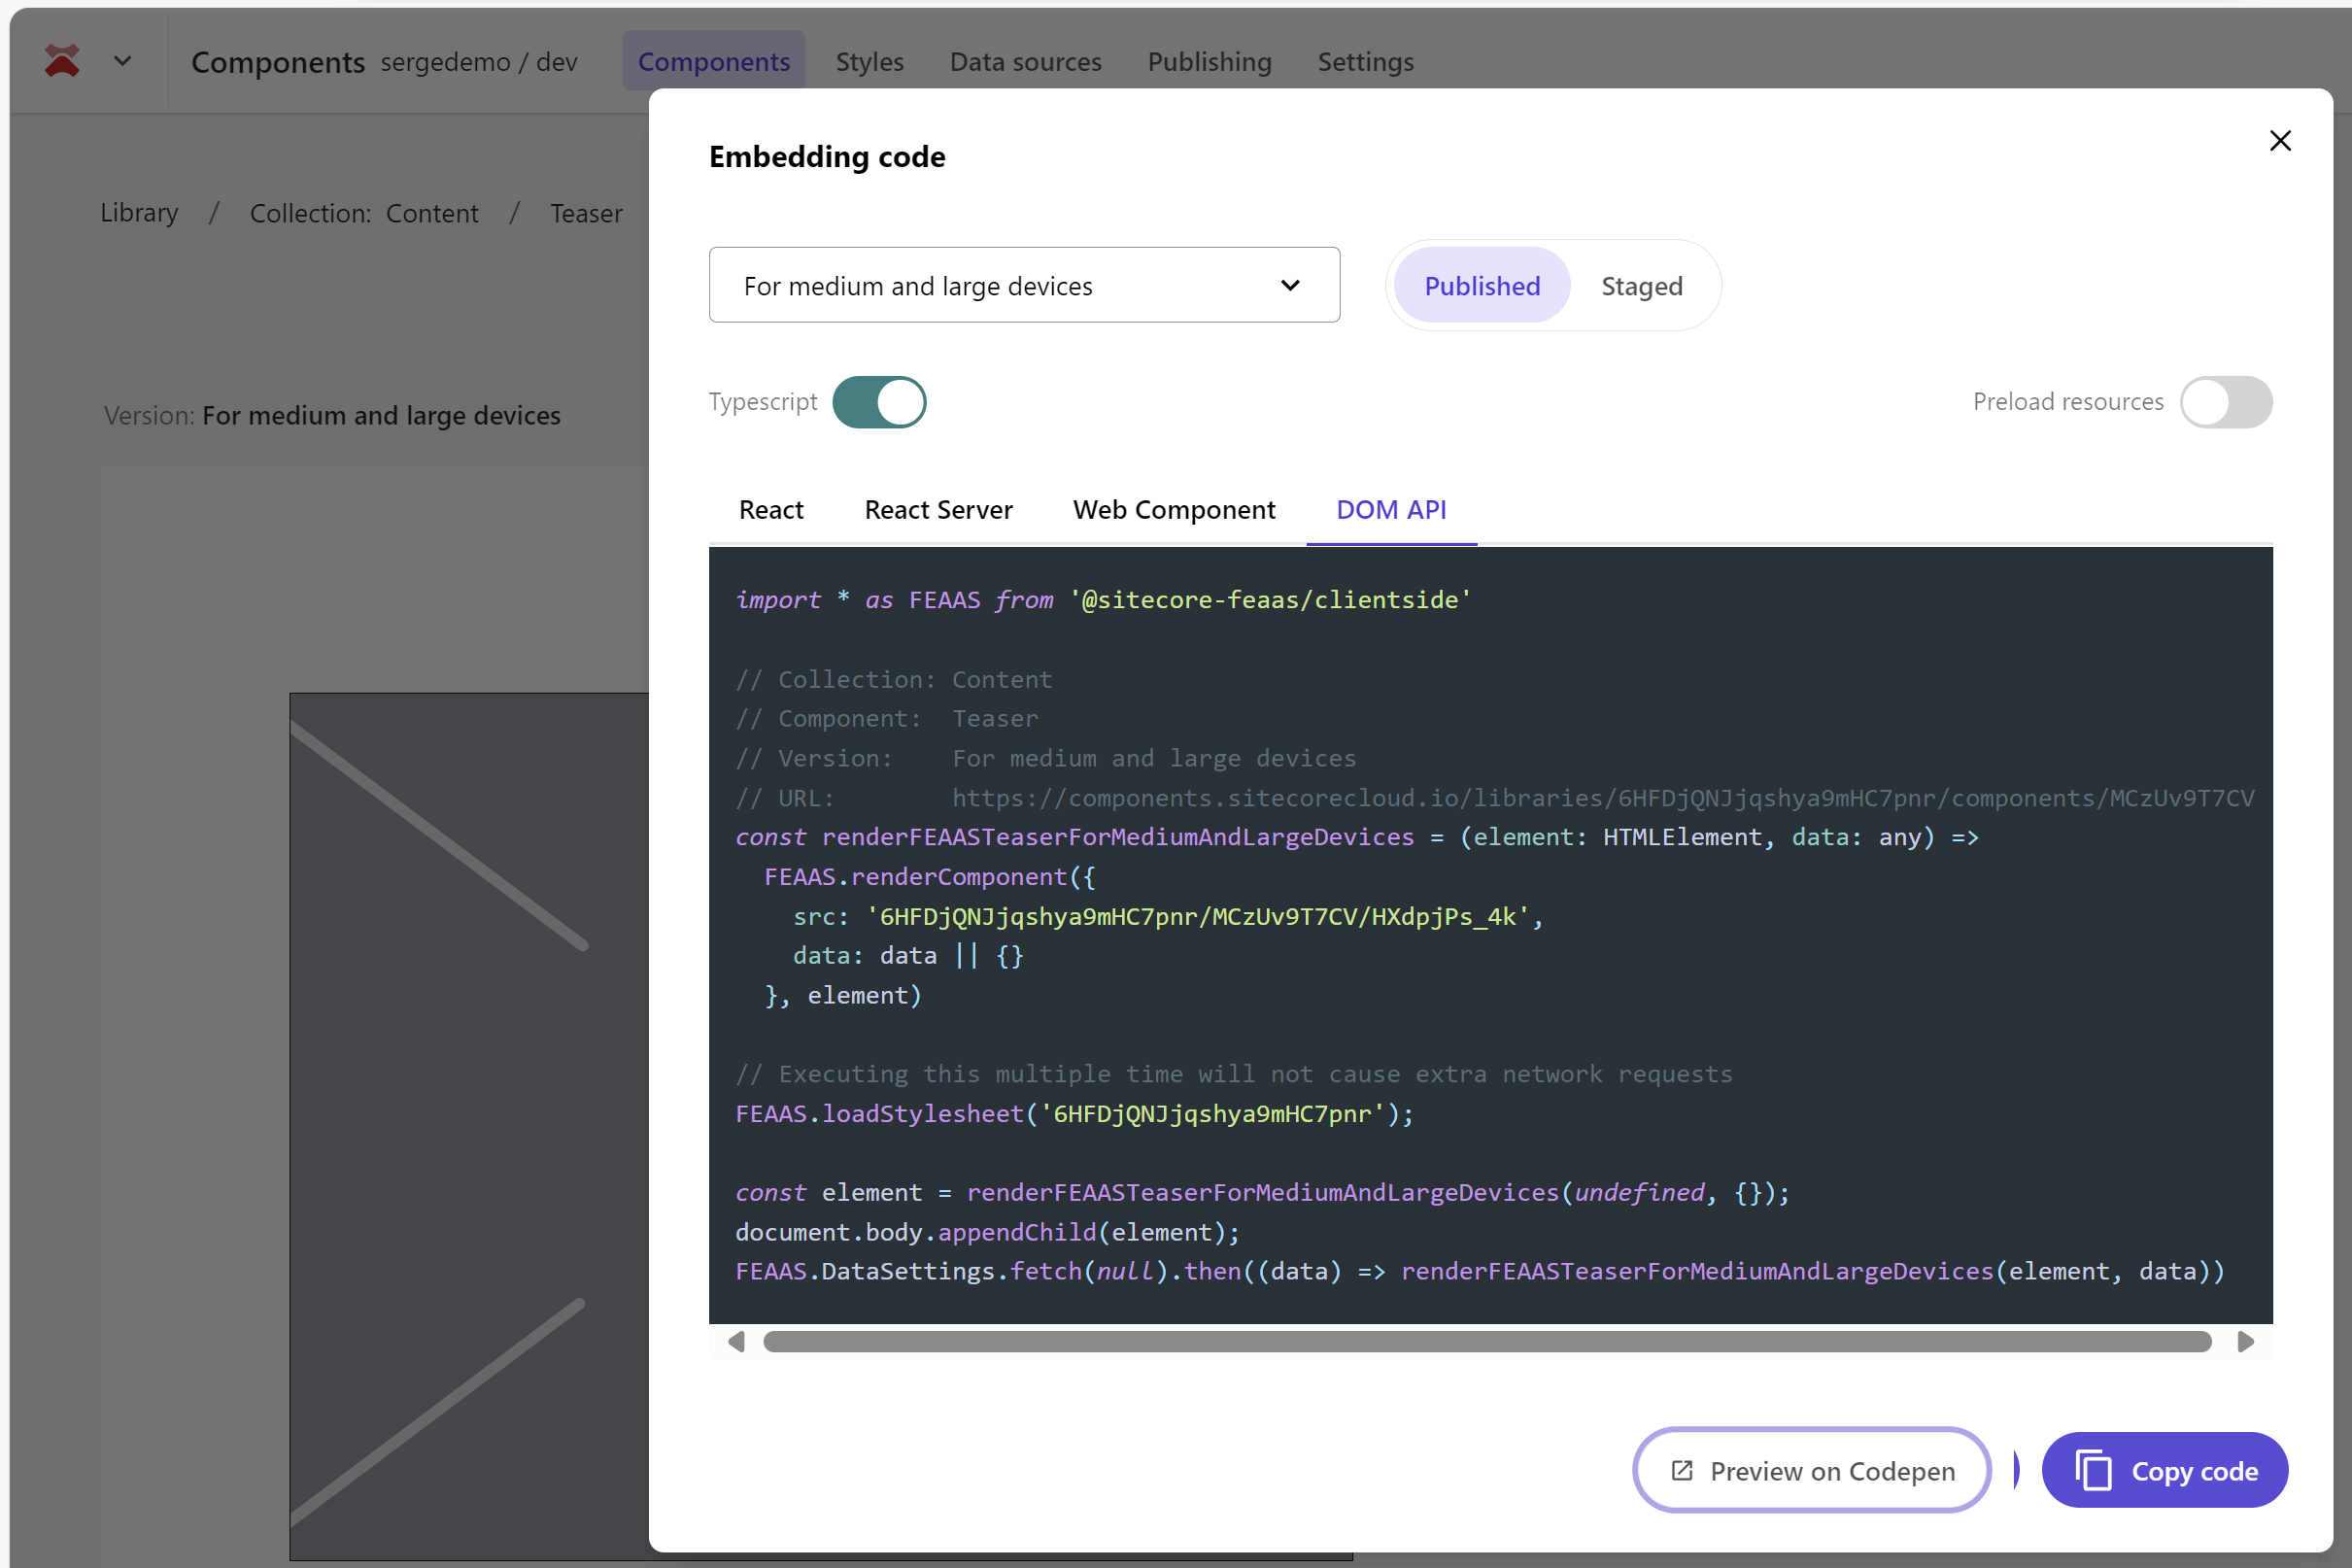 Components sergedemo / dev Components Styles Data sources Publishing Settings
Library / Collection: Content / Teaser
Version: For medium and large devices
Embedding code
For medium and large devices
Published Staged
Typescript
Preload resources
React React Server Web Component DOM API
import * as FEAAS from '@sitecore-feaas/clientside'
// Collection: Content
// Component:  Teaser
// Version:    For medium and large devices
// URL:        https://components.sitecorecloud.io/libraries/6HFDjQNJjqshya9mHC7pnr/components/MCzUv9T7CV
const renderFEAASTeaserForMediumAndLargeDevices = (element: HTMLElement, data: any) =>
  FEAAS.renderComponent({
    src: '6HFDjQNJjqshya9mHC7pnr/MCzUv9T7CV/HXdpjPs_4k',
    data: data || {}
  }, element)
// Executing this multiple time will not cause extra network requests
FEAAS.loadStylesheet('6HFDjQNJjqshya9mHC7pnr');
const element = renderFEAASTeaserForMediumAndLargeDevices(undefined, {});
document.body.appendChild(element);
FEAAS.DataSettings.fetch(null).then((data) => renderFEAASTeaserForMediumAndLargeDevices(element, data))
Preview on Codepen
Copy code